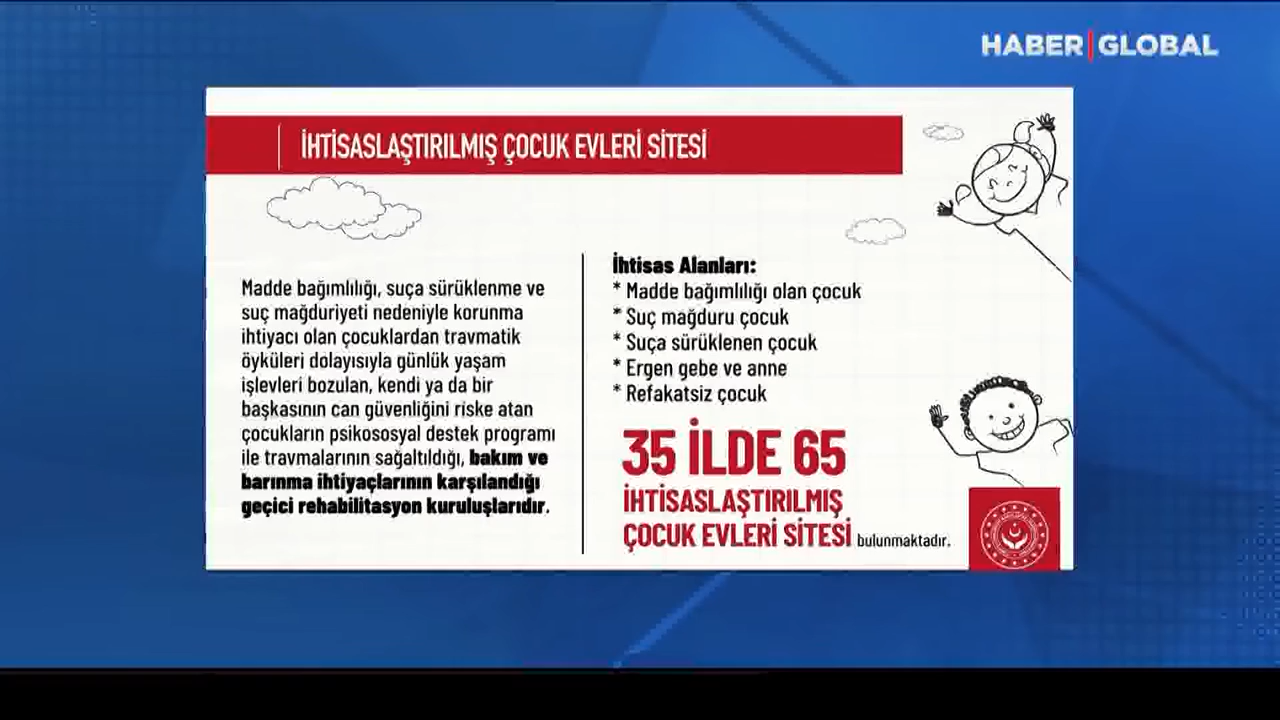 HABER GLOBAL
İHTİSASLAŞTIRILMIŞ ÇOCUK EVLERİ SİTESİ
Madde bağımlılığı, suça sürüklenme ve
suç mağduriyeti nedeniyle korunma
ihtiyacı olan çocuklardan travmatik
öyküleri dolayısıyla günlük yaşam
işlevleri bozulan, kendi ya da bir
başkasının can güvenliğini riske atan
çocukların psikososyal destek programı
ile travmalarının sağaltıldığı, bakım ve
barınma ihtiyaçlarının karşılandığı
geçici rehabilitasyon kuruluşlarıdır.
İhtisas Alanları:
* Madde bağımlılığı olan çocuk
* Suç mağduru çocuk
* Suça sürüklenen çocuk
* Ergen gebe ve anne
* Refakatsiz çocuk
35 İLDE 65
İHTİSASLAŞTIRILMIŞ
ÇOCUK EVLERİ SİTESİ bulunmaktadır.